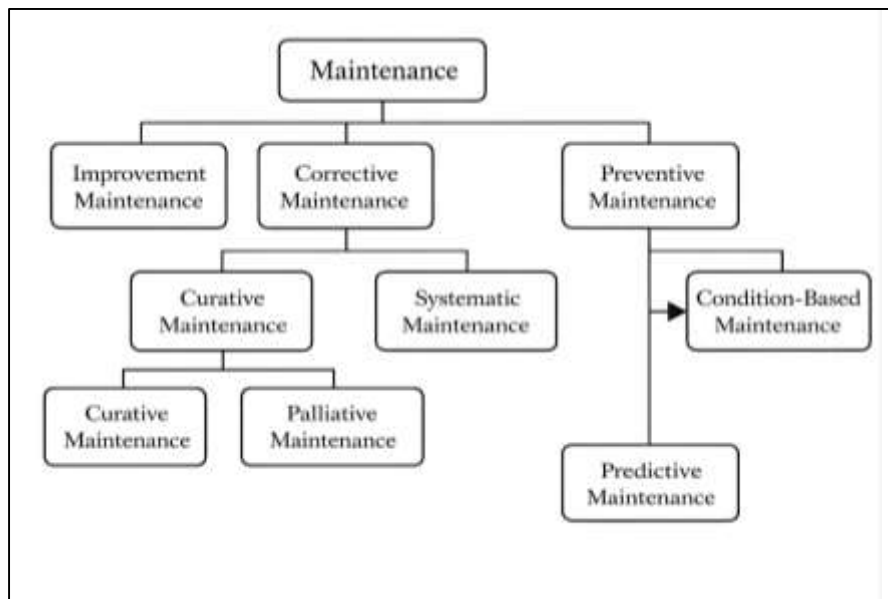 Maintenance
Improvement
Maintenance
Corrective
Maintenance
Preventive
Maintenance
Curative
Maintenance
Systematic
Maintenance
Condition-Based
Maintenance
Curative
Maintenance
Palliative
Maintenance
Predictive
Maintenance